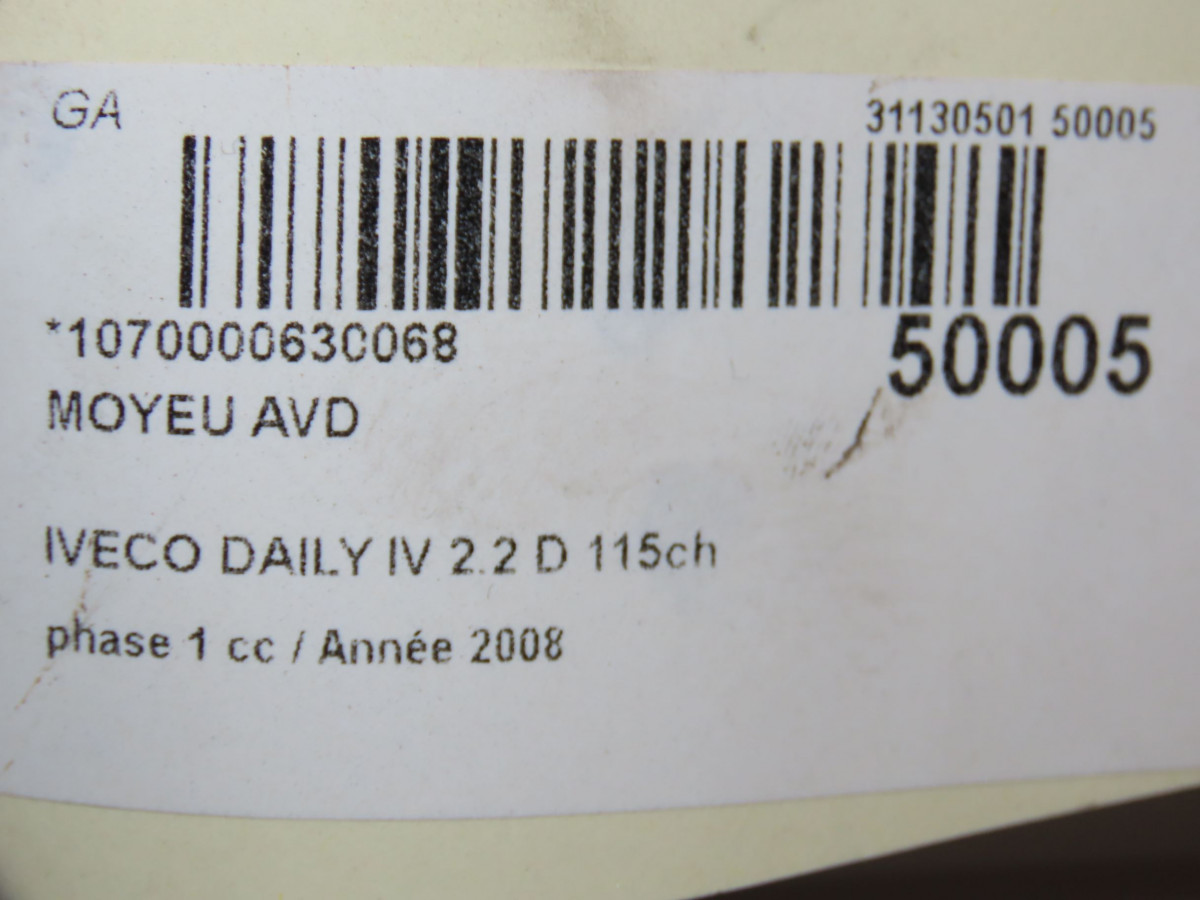 GA
31130501 50005
*1070000630068
50005
MOYEU AVD
IVECO DAILY IV 2.2 D 115ch
phase 1 cc / Année 2008